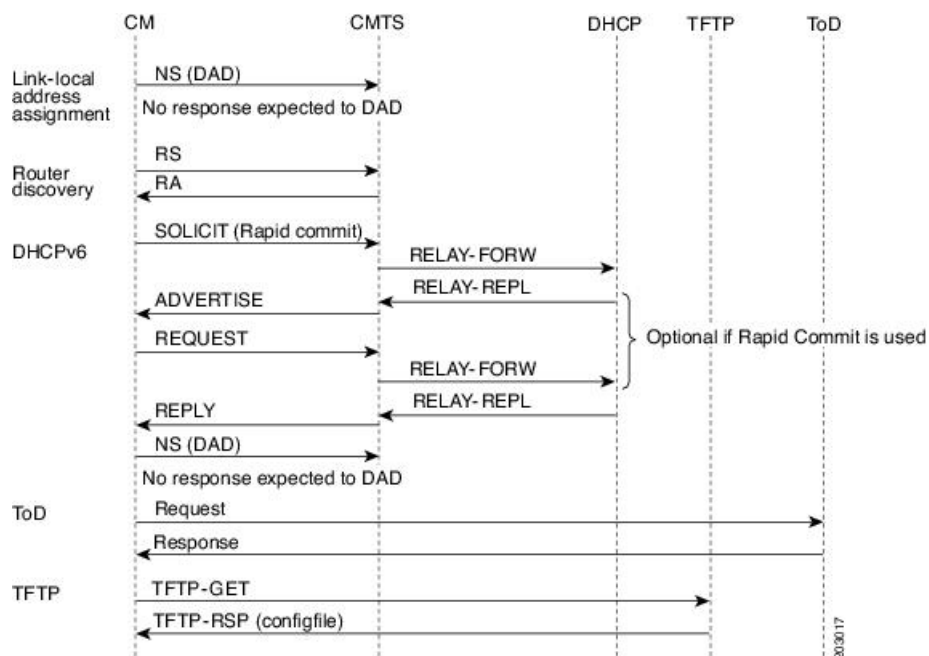 CM CMTS DHCP TFTP ToD
Link-local
address
assignment
NS (DAD)
No response expected to DAD
Router
discovery
RS
RA
DHCPv6
SOLICIT (Rapid commit)
RELAY-FORW
RELAY-REPL
ADVERTISE
Optional if Rapid Commit is used
REQUEST
RELAY-FORW
RELAY-REPL
REPLY
NS (DAD)
No response expected to DAD
ToD
Request
Response
TFTP
TFTP-GET
TFTP-RSP (configfile)
203017